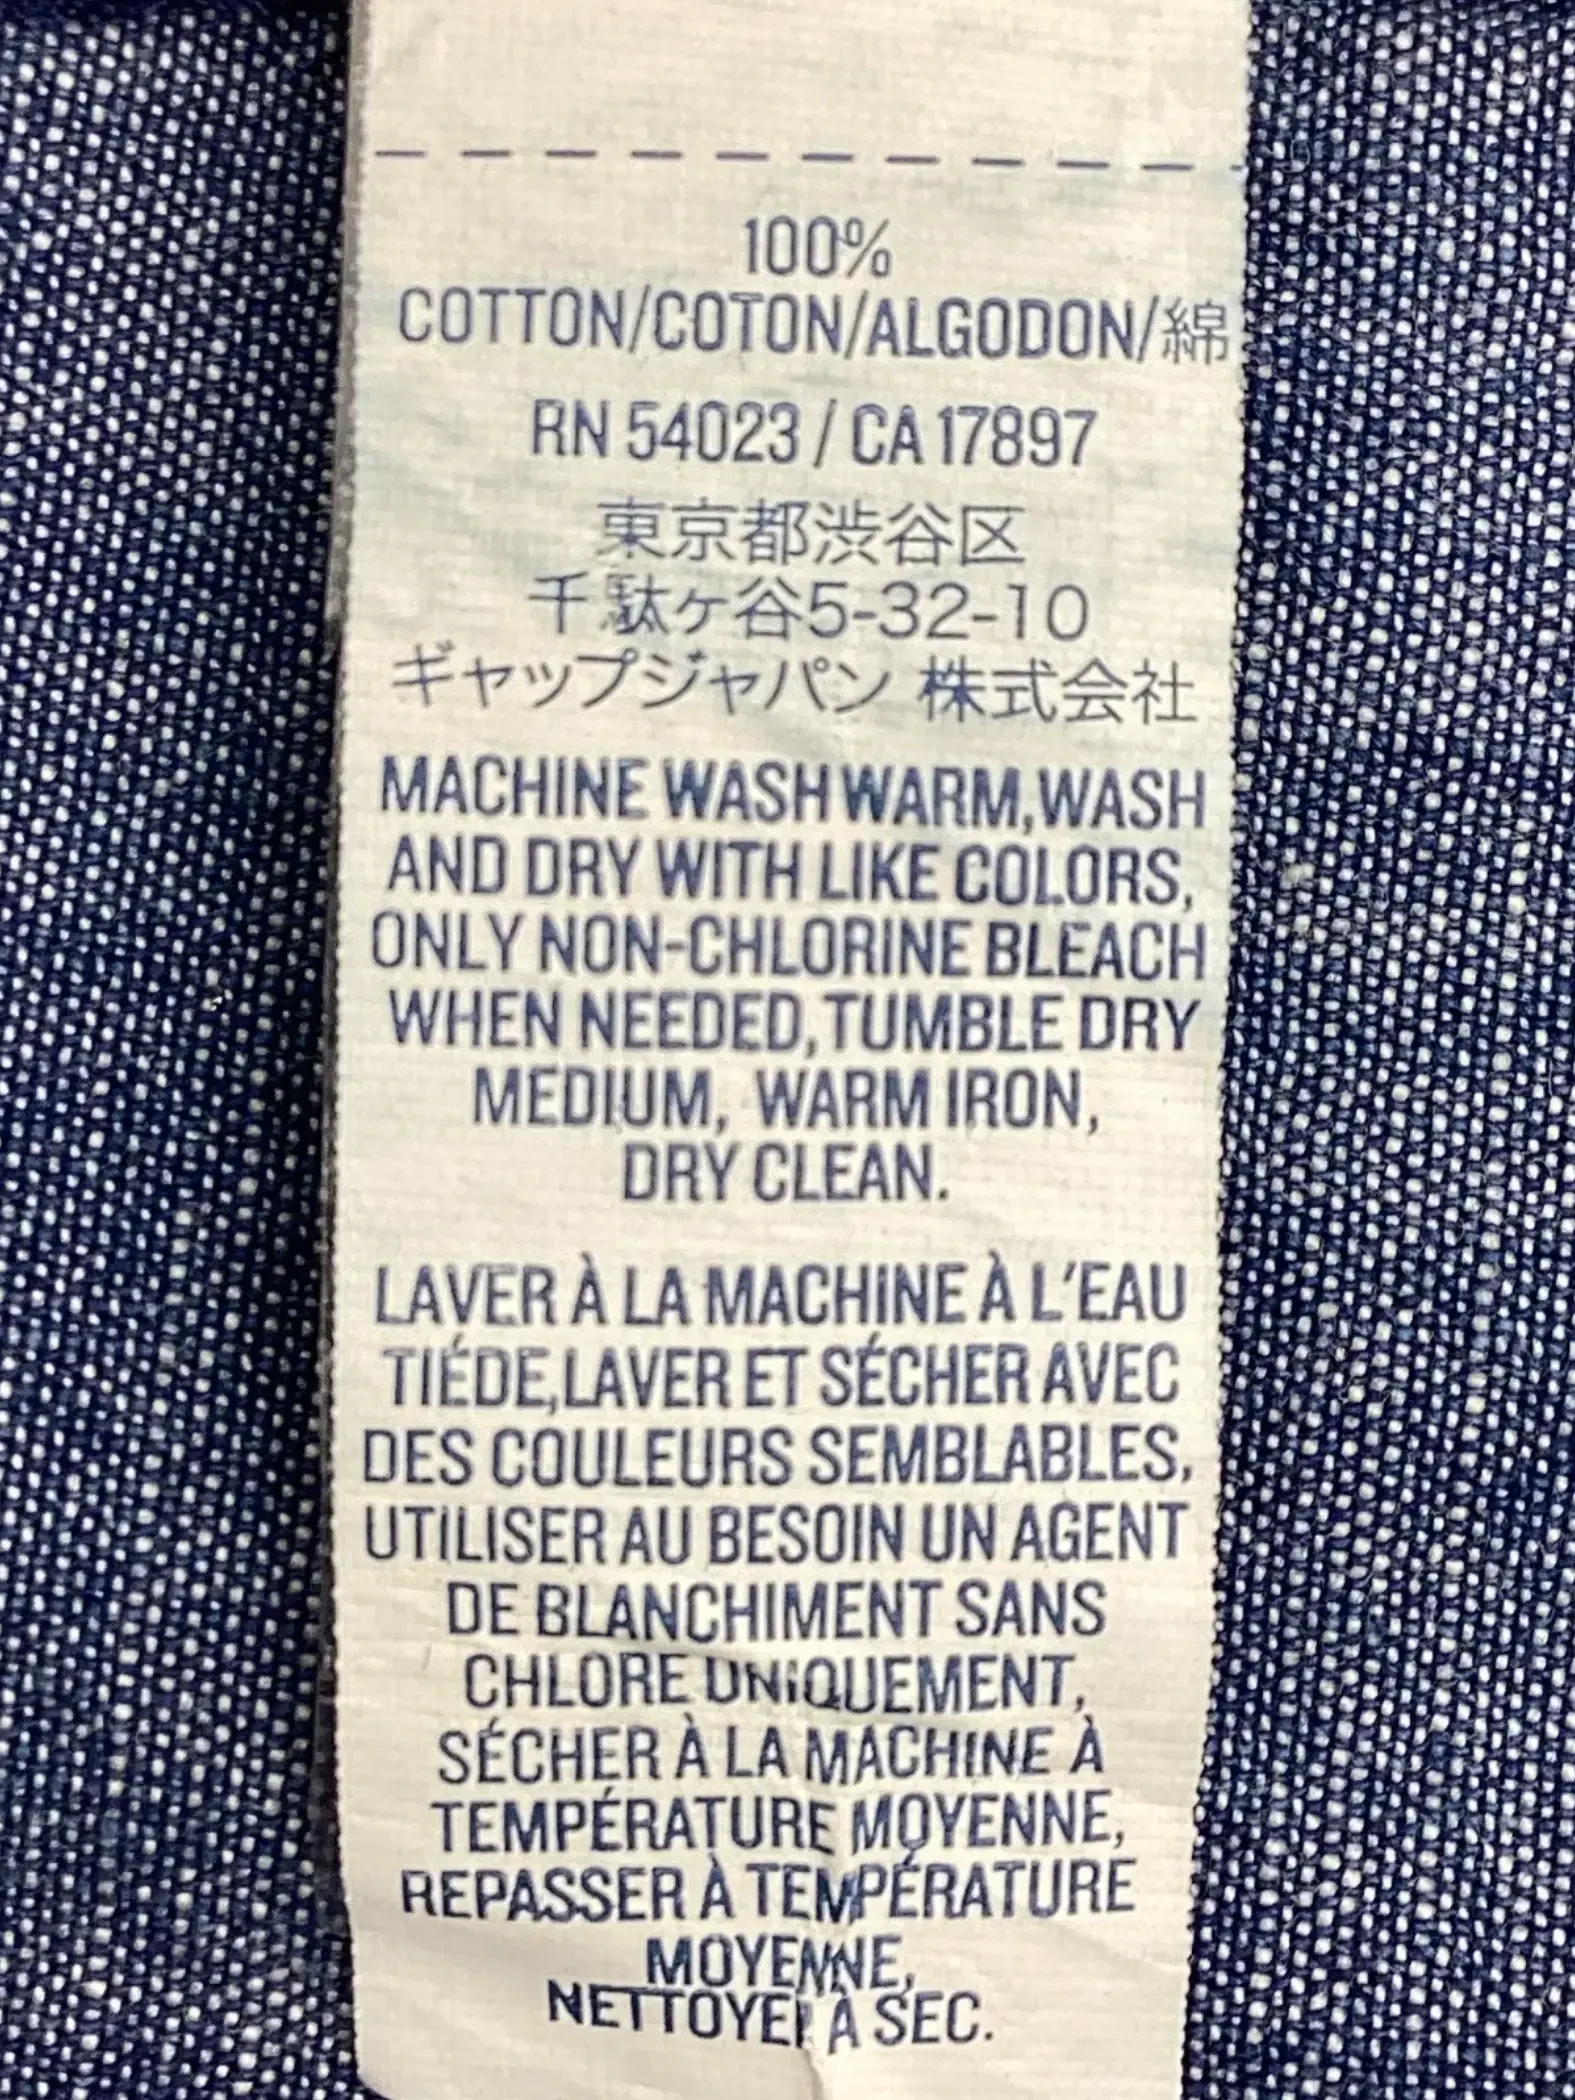 100%
COTTON/COTON/ALGODON/綿
RN 54023 / CA 17897
東京都渋谷区
千駄ヶ谷5-32-10
ギャップジャパン 株式会社
MACHINE WASH WARM,WASH
AND DRY WITH LIKE COLORS,
ONLY NON-CHLORINE BLEACH
WHEN NEEDED,TUMBLE DRY
MEDIUM, WARM IRON,
DRY CLEAN.
LAVER À LA MACHINE À L'EAU
TIÉDE,LAVER ET SÉCHER AVEC
DES COULEURS SEMBLABLES,
UTILISER AU BESOIN UN AGENT
DE BLANCHIMENT SANS
CHLORE UNIQUEMENT,
SÉCHER À LA MACHINE À
TEMPÉRATURE MOYENNE,
REPASSER À TEMPÉRATURE
MOYENNE,
NETTOYER À SEC.